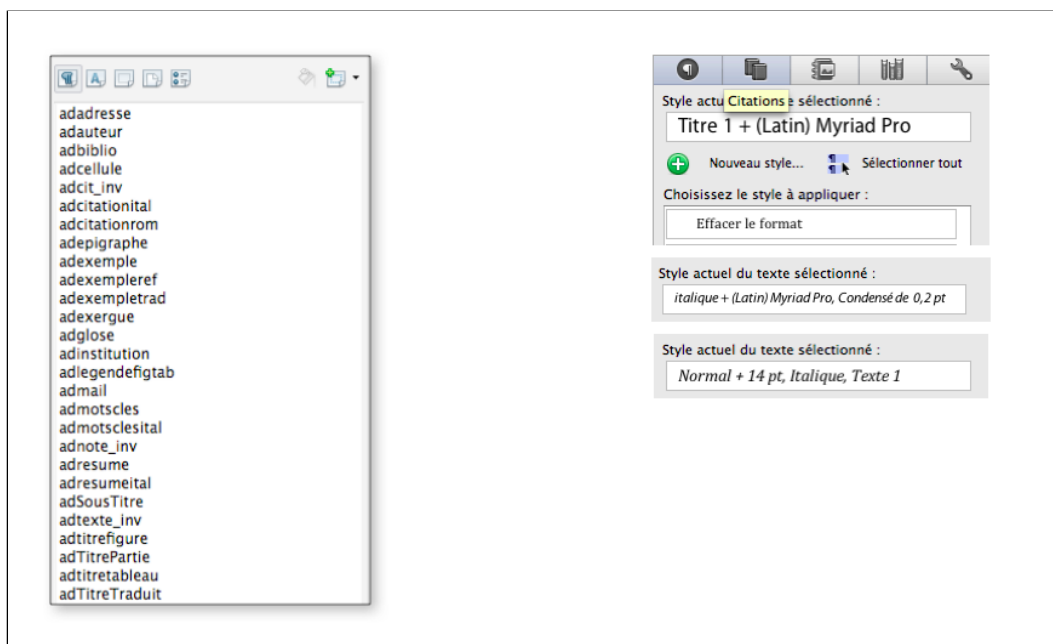 adadresse
adauteur
adbiblio
adcellule
adcit_inv
adcitationital
adcitationrom
adepigraphe
adexemple
adexempleref
adexempletrad
adexergue
adglose
adinstitution
adlegendefigtab
admail
admotscles
admotsclesital
adnote_inv
adresume
adresumeital
adSousTitre
adtexte_inv
adtitrefigure
adTitrePartie
adtitretableau
adTitreTraduit
Style actu Citations e sélectionné :
Titre 1 + (Latin) Myriad Pro
Nouveau style... Sélectionner tout
Choisissez le style à appliquer :
Effacer le format
Style actuel du texte sélectionné :
italique + (Latin) Myriad Pro, Condensé de 0,2 pt
Style actuel du texte sélectionné :
Normal + 14 pt, Italique, Texte 1